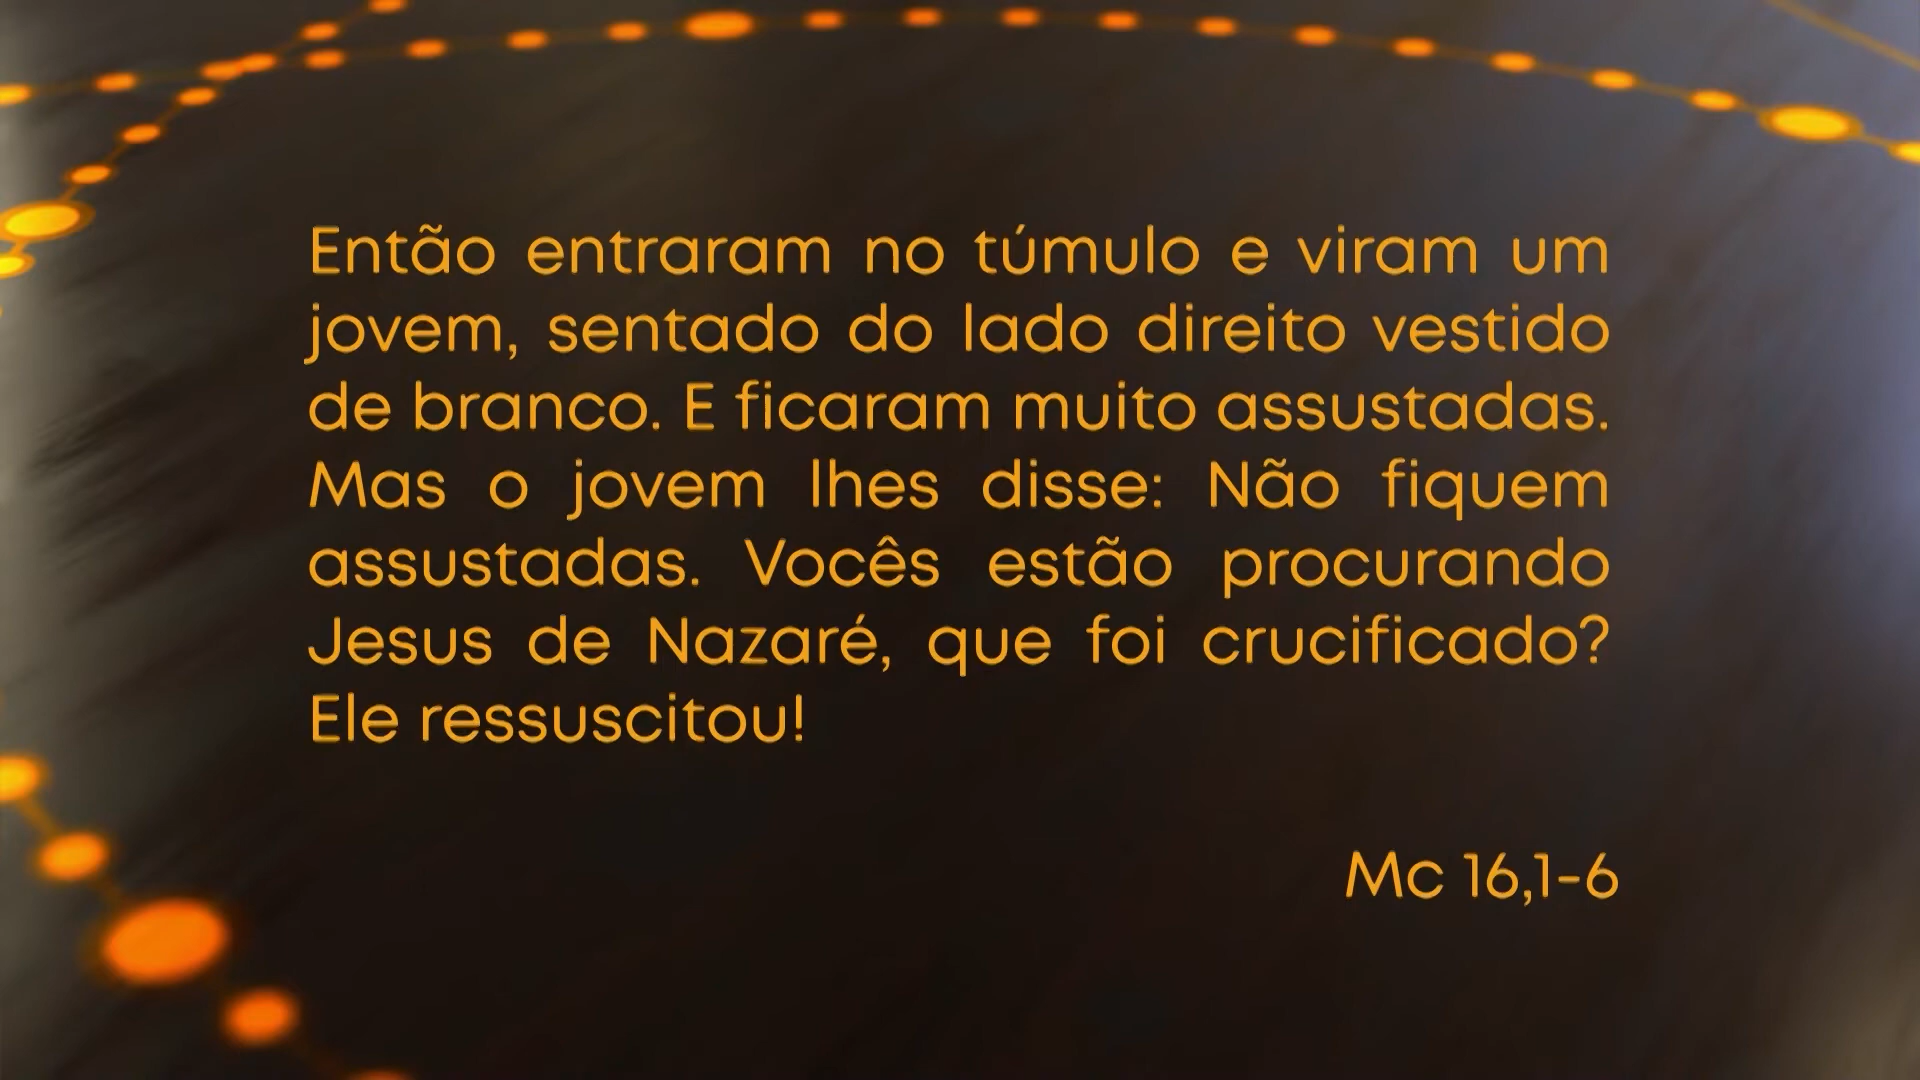 Então entraram no túmulo e viram um
jovem, sentado do lado direito vestido
de branco. E ficaram muito assustadas.
Mas o jovem lhes disse: Não fiquem
assustadas. Vocês estão procurando
Jesus de Nazaré, que foi crucificado?
Ele ressuscitou!
Mc 16,1-6